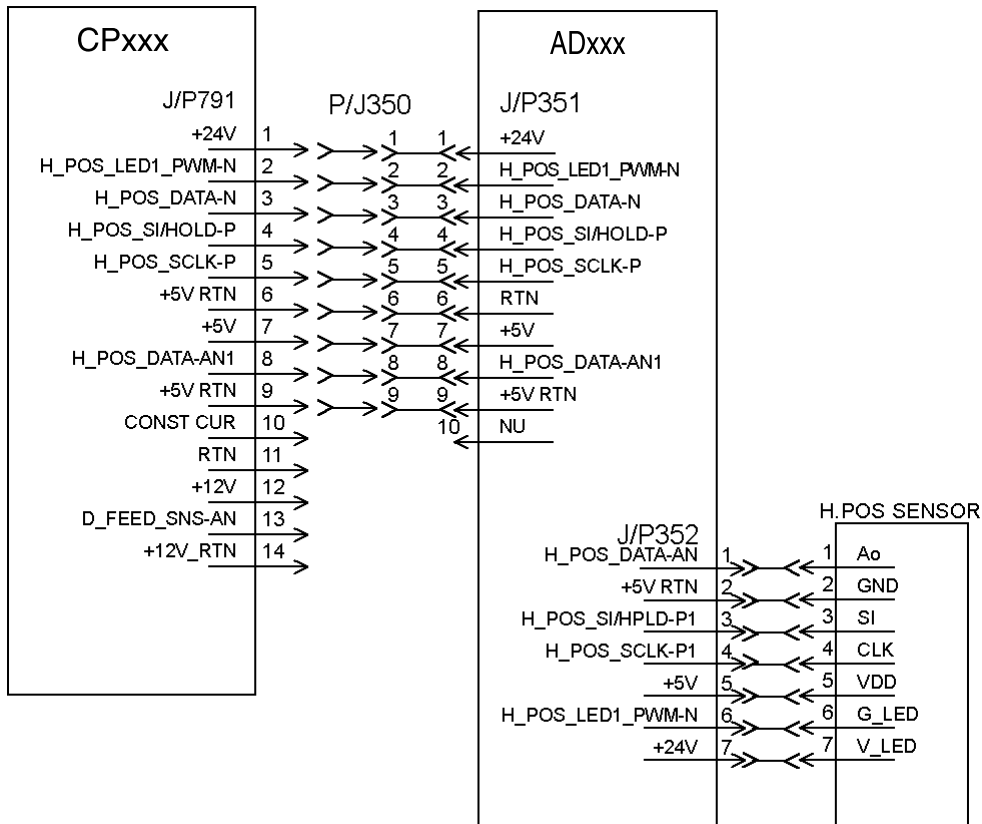 CPxxx
ADxxx
J/P791 P/J350 J/P351
+24V 1 1 1 +24V
H_POS_LED1_PWM-N 2 2 2 H_POS_LED1_PWM-N
H_POS_DATA-N 3 3 3 H_POS_DATA-N
H_POS_SI/HOLD-P 4 4 4 H_POS_SI/HOLD-P
H_POS_SCLK-P 5 5 5 H_POS_SCLK-P
+5V RTN 6 6 6 RTN
+5V 7 7 7 +5V
H_POS_DATA-AN1 8 8 8 H_POS_DATA-AN1
+5V RTN 9 9 9 +5V RTN
CONST CUR 10 10 NU
RTN 11
+12V 12
D_FEED_SNS-AN 13
+12V_RTN 14
H.POS SENSOR
J/P352
H_POS_DATA-AN 1 1 Ao
+5V RTN 2 2 GND
H_POS_SI/HPLD-P1 3 3 SI
H_POS_SCLK-P1 4 4 CLK
+5V 5 5 VDD
H_POS_LED1_PWM-N 6 6 G_LED
+24V 7 7 V_LED